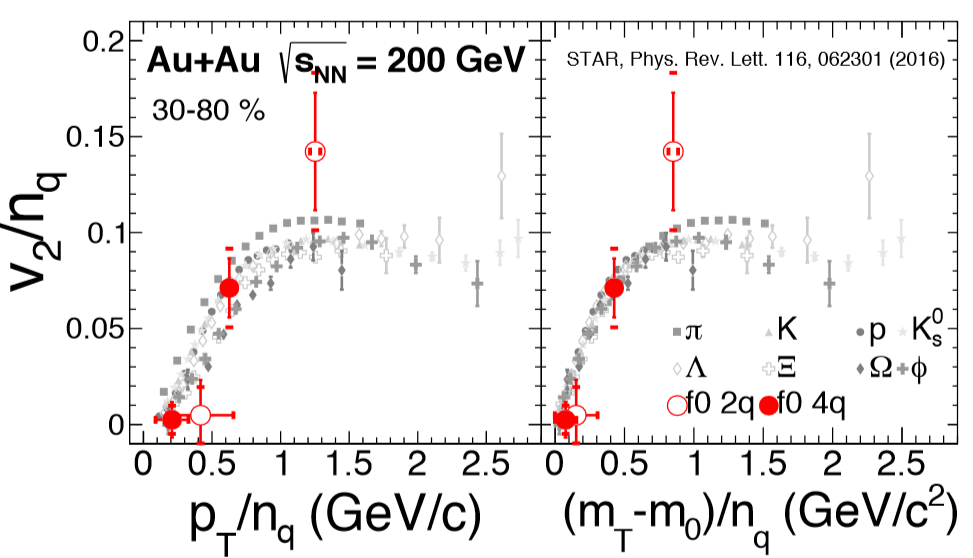 Au+Au √sNN = 200 GeV
30-80 %
STAR, Phys. Rev. Lett. 116, 062301 (2016)
v2/nq
0.2
0.15
0.1
0.05
0
π K p K0s
Λ Ξ Ω ϕ
f0 2q f0 4q
0 0.5 1 1.5 2 2.5
0 0.5 1 1.5 2 2.5
pT/nq (GeV/c)
(mT-m0)/nq (GeV/c2)